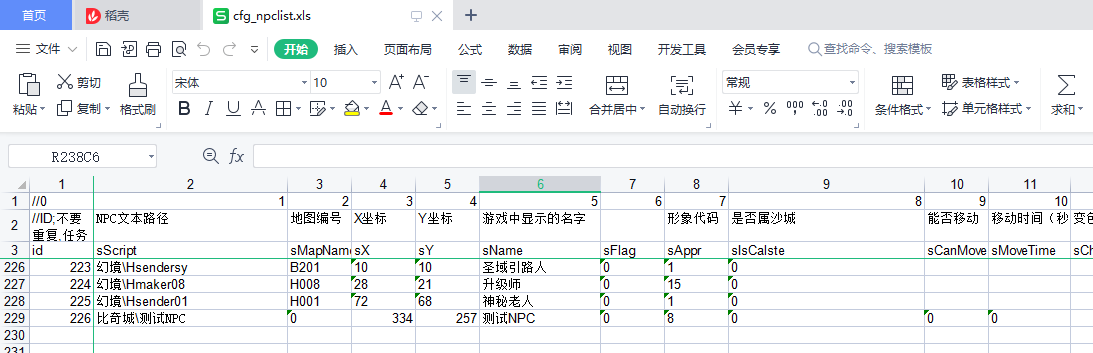 首页 稻壳 cfg_npclist.xls
文件 开始 插入 页面布局 公式 数据 审阅 视图 开发工具 会员专享 查找命令、搜索模板
剪切 宋体 10 A+ A- 常规 表格样式
粘贴 复制 格式刷 B I U A 合并居中 自动换行 ¥ % 000 ←.0 .00 .00 →.0 条件格式 单元格样式 求和
R238C6 fx
1 2 3 4 5 6 7 8 9 10 11
1 //0 1 2 3 4 5 6 7 8 9 10
2 //ID;不要重复,任务 NPC文本路径 地图编号 X坐标 Y坐标 游戏中显示的名字 形象代码 是否属沙城 能否移动 移动时间（秒 变色
3 id sScript sMapName sX sY sName sFlag sAppr sIsCalste sCanMove sMoveTime sCh
226 223 幻境\Hsendersy B201 10 10 圣域引路人 0 1 0
227 224 幻境\Hmaker08 H008 28 21 升级师 0 15 0
228 225 幻境\Hsender01 H001 72 68 神秘老人 0 1 0
229 226 比奇城\测试NPC 0 334 257 测试NPC 0 8 0 0 0
230
231